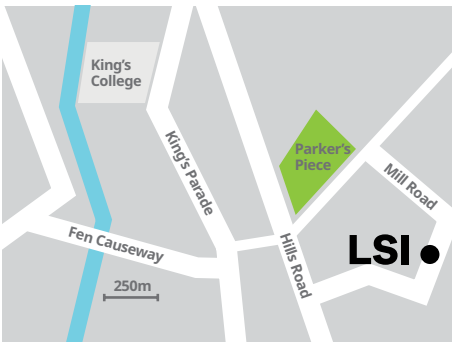 King's
College
King's Parade
Parker's
Piece
Mill Road
Fen Causeway
Hills Road
LSI
250m